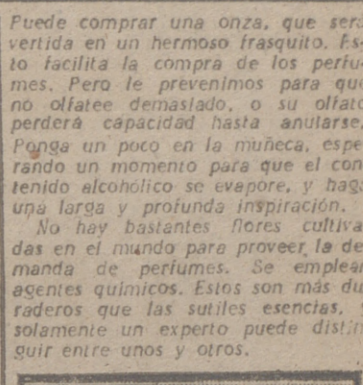 Puede comprar una onza, que será
vertida en un hermoso frasquito. Es-
to facilita la compra de los perfu-
mes. Pero le prevenimos para que
no olfatee demasiado, o su olfato
perderá capacidad hasta anularse.
Ponga un poco en la muñeca, espe-
rando un momento para que el con-
tenido alcohólico se evapore, y haga
una larga y profunda inspiración.
No hay bastantes flores cultiva-
das en el mundo para proveer la de-
manda de perfumes. Se emplean
agentes químicos. Estos son más du-
raderos que las sutiles esencias,
solamente un experto puede distin-
guir entre unos y otros.